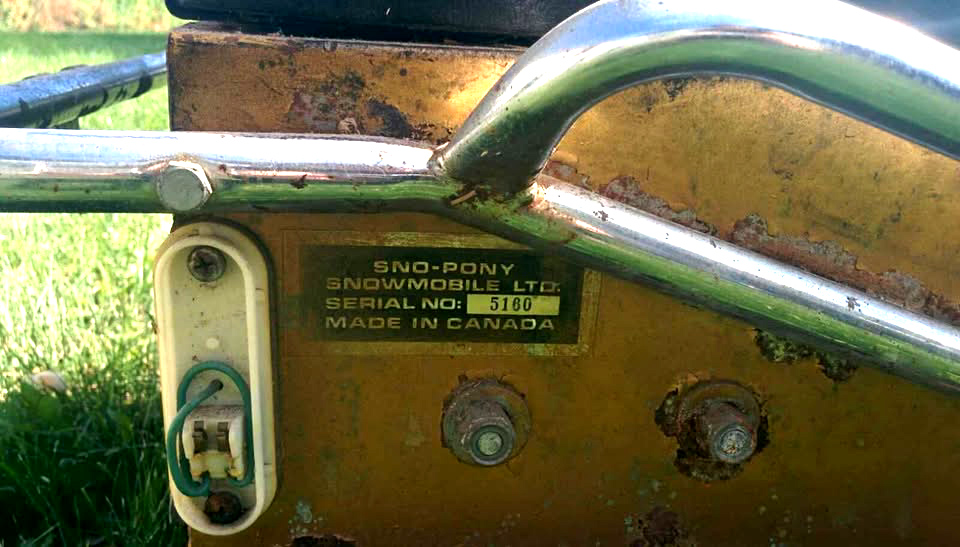 SNO-PONY
SNOWMOBILE LTD.
SERIAL NO: 5160
MADE IN CANADA